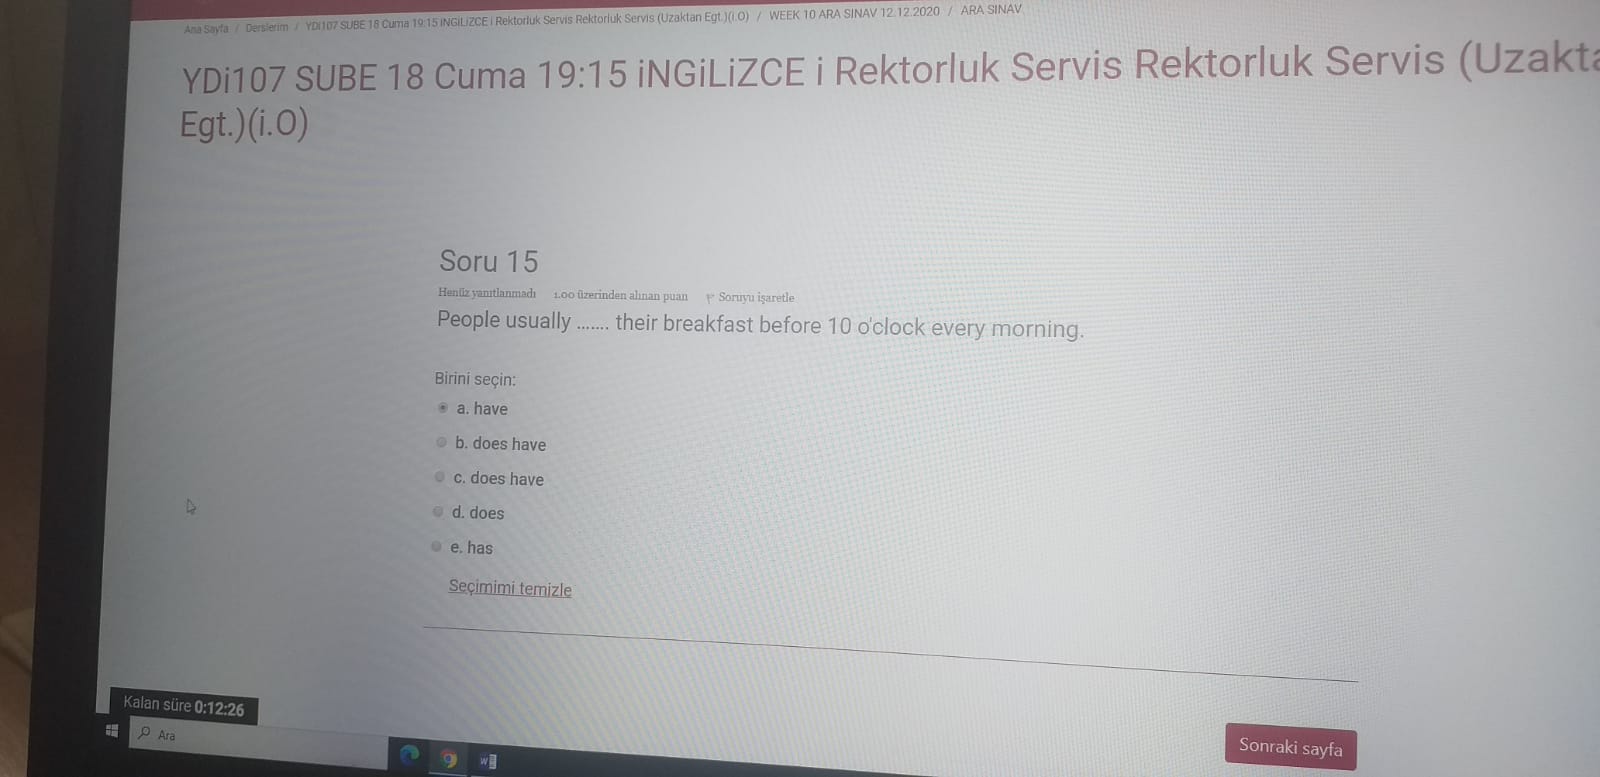 Ana Sayfa / Derslerim / YDi107 SUBE 18 Cuma 19:15 iNGiLiZCE i Rektorluk Servis Rektorluk Servis (Uzaktan Egt.)(i.O) / WEEK 10 ARA SINAV 12.12.2020 / ARA SINAV
YDi107 SUBE 18 Cuma 19:15 iNGiLiZCE i Rektorluk Servis Rektorluk Servis (Uzakta
Egt.)(i.O)
Soru 15
Henüz yanıtlanmadı 1.00 üzerinden alınan puan Soruyu işaretle
People usually ....... their breakfast before 10 o'clock every morning.
Birini seçin:
a. have
b. does have
c. does have
d. does
e. has
Seçimimi temizle
Kalan süre 0:12:26
Ara
W
Sonraki sayfa